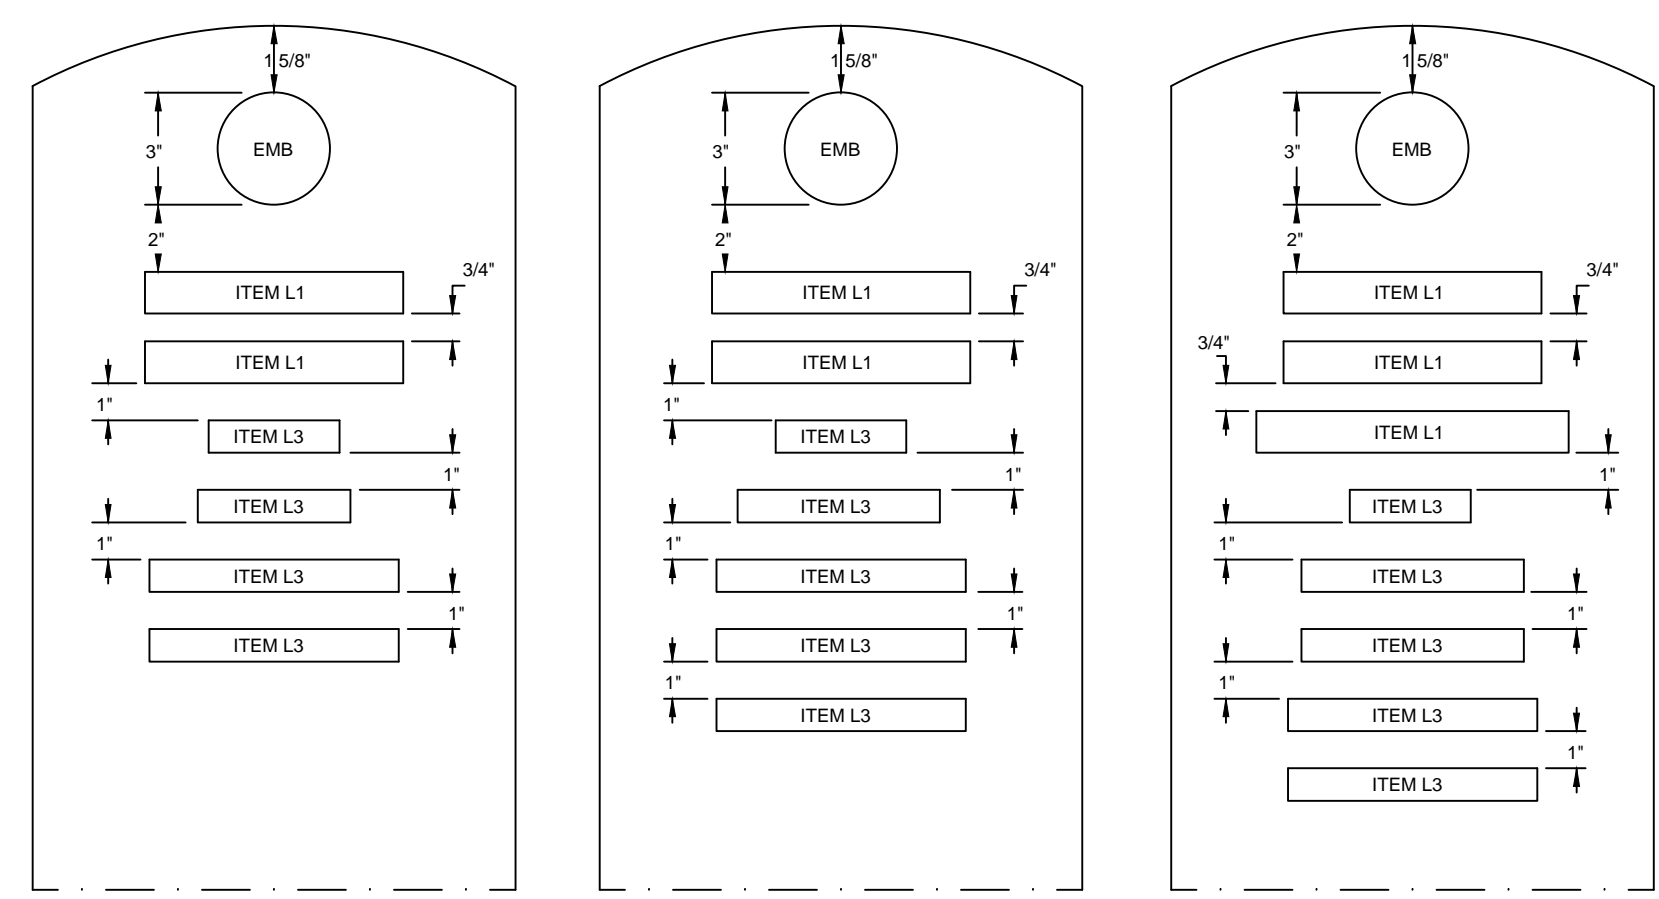 1 5/8" 1 5/8" 1 5/8"
3" EMB 3" EMB 3" EMB
2" 2" 2"
3/4" 3/4" 3/4"
ITEM L1 ITEM L1 ITEM L1
3/4"
ITEM L1 ITEM L1 ITEM L1
1" 1"
ITEM L3 ITEM L3 ITEM L1
1" 1"
ITEM L3 ITEM L3 ITEM L3
1" 1" 1"
ITEM L3 ITEM L3 ITEM L3
1" 1" 1"
ITEM L3 ITEM L3 ITEM L3
1" 1"
ITEM L3 ITEM L3
1"
ITEM L3